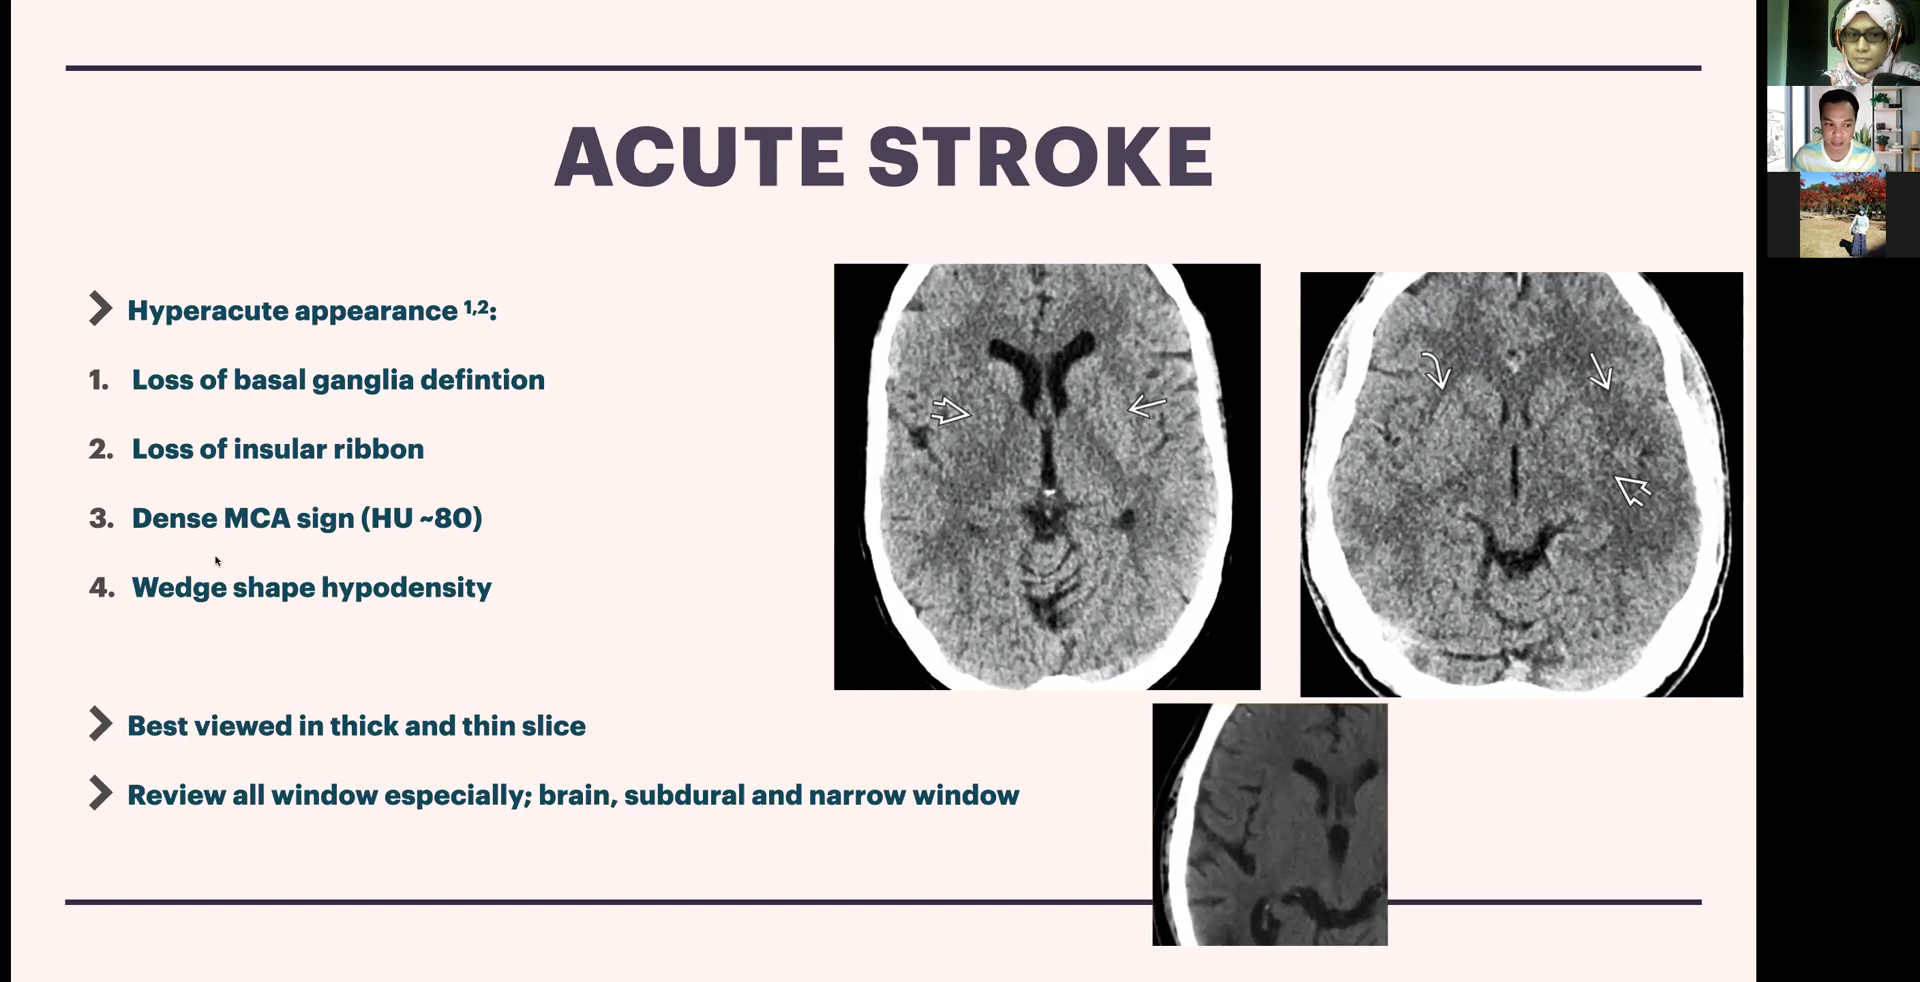 ACUTE STROKE
Hyperacute appearance ¹,²:
1. Loss of basal ganglia defintion
2. Loss of insular ribbon
3. Dense MCA sign (HU ~80)
4. Wedge shape hypodensity
Best viewed in thick and thin slice
Review all window especially; brain, subdural and narrow window